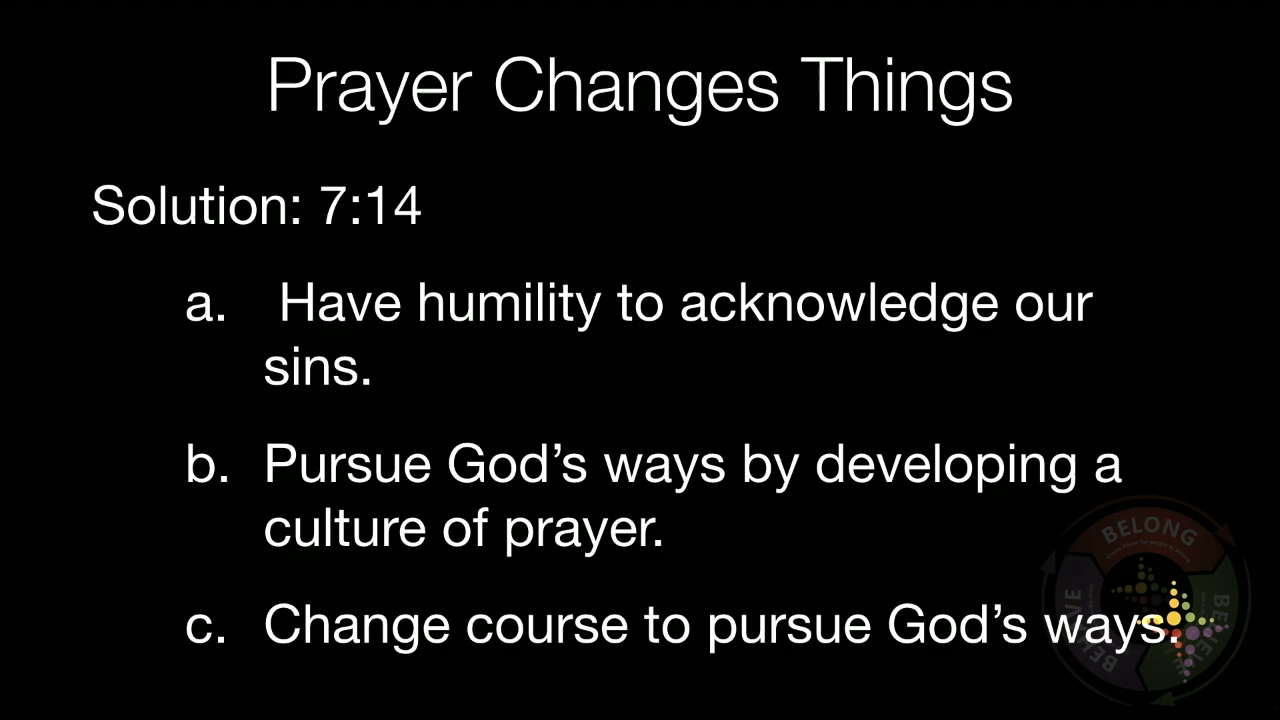 Prayer Changes Things
Solution: 7:14
a. Have humility to acknowledge our
sins.
b. Pursue God’s ways by developing a
culture of prayer.
c. Change course to pursue God’s ways.
BELONG